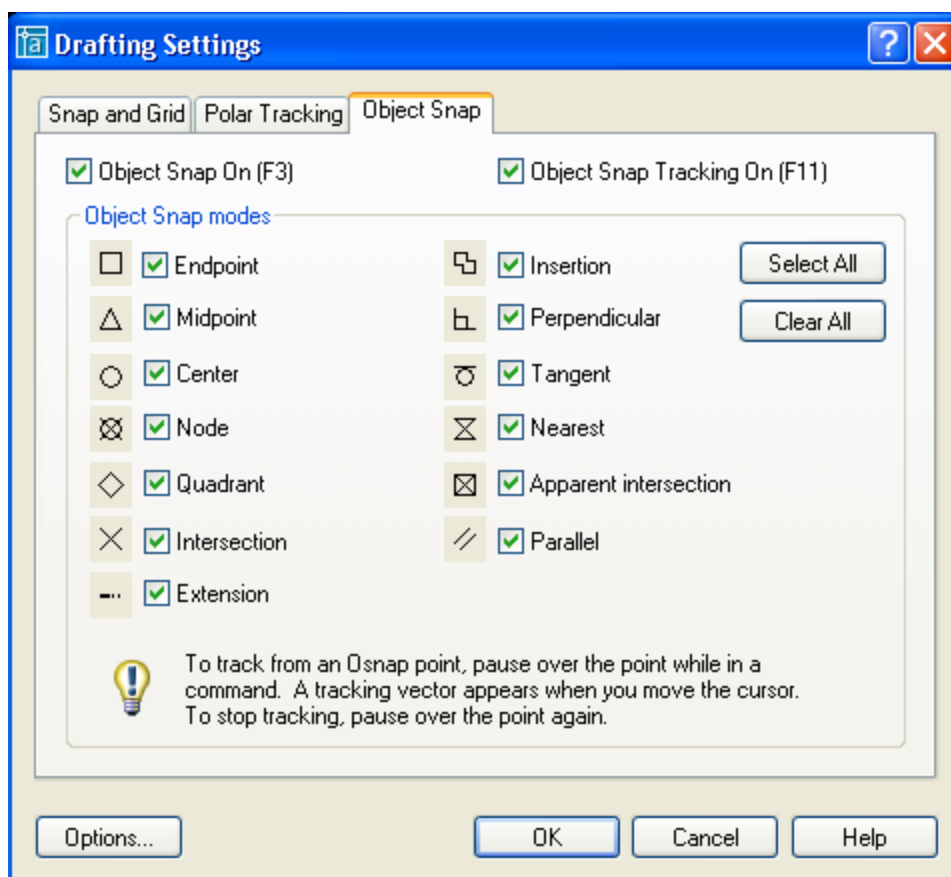 Drafting Settings
Snap and Grid Polar Tracking Object Snap
Object Snap On (F3) Object Snap Tracking On (F11)
Object Snap modes
Endpoint Insertion Select All
Midpoint Perpendicular Clear All
Center Tangent
Node Nearest
Quadrant Apparent intersection
Intersection Parallel
Extension
To track from an Osnap point, pause over the point while in a
command. A tracking vector appears when you move the cursor.
To stop tracking, pause over the point again.
Options... OK Cancel Help